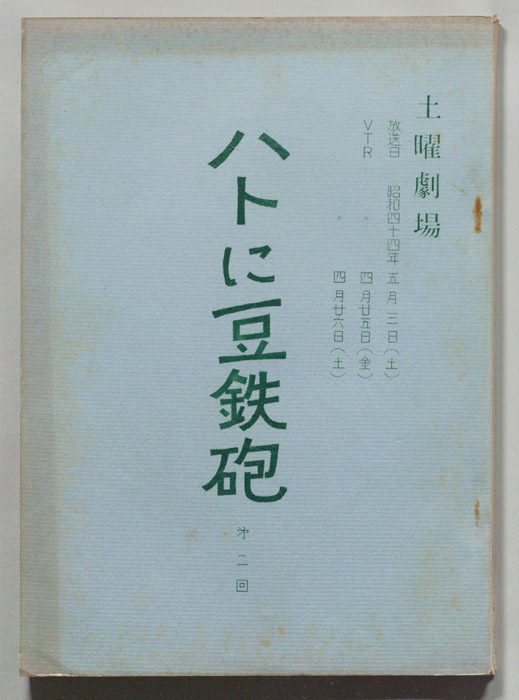 土曜劇場
放送日 昭和四十四年五月三日(土)
VTR 〃 四月廿五日(金)
〃 四月廿六日(土)
ハトに豆鉄砲
才二回